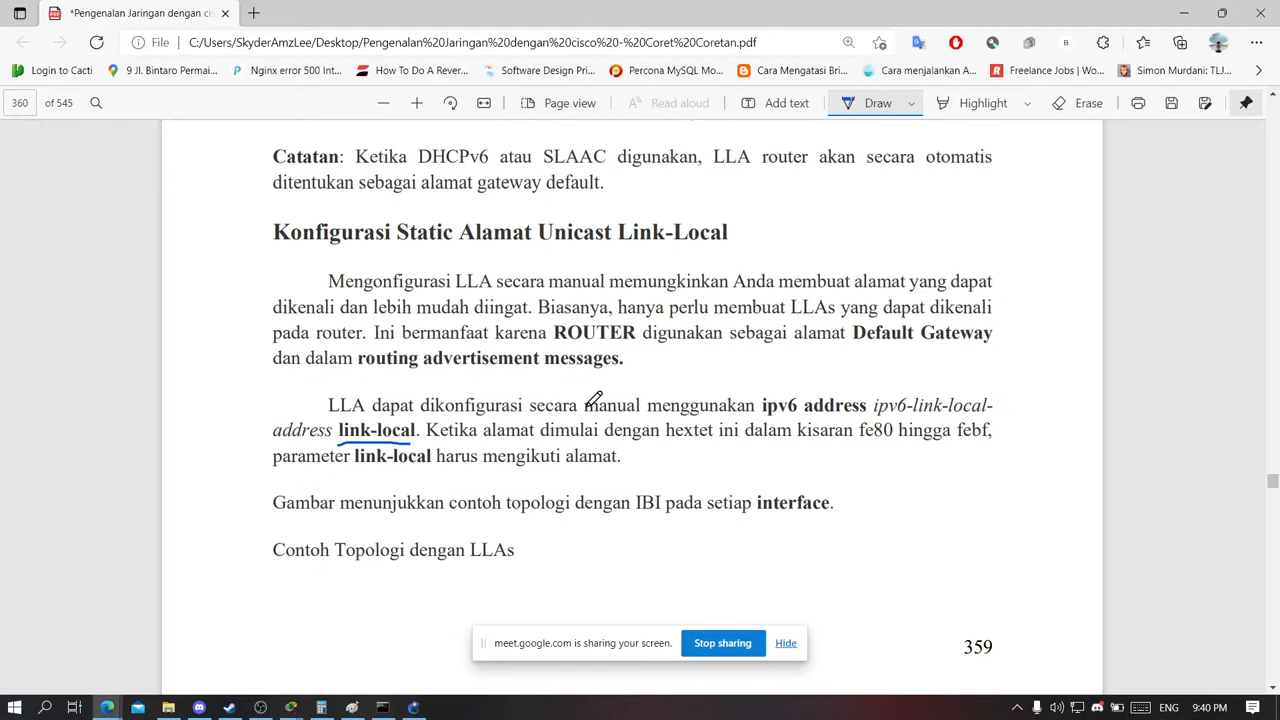 *Pengenalan Jaringan dengan cis
File C:/Users/SkyderAmzLee/Desktop/Pengenalan%20Jaringan%20dengan%20cisco%20-%20Coret%20Coretan.pdf
Login to Cacti 9 Jl. Bintaro Permai... Nginx error 500 Int... How To Do A Rever... Software Design Pri... Percona MySQL Mo... Cara Mengatasi Bri... Cara menjalankan A... Freelance Jobs | Wo... Simon Murdani: TLJ...
360 of 545 Page view Read aloud Add text Draw Highlight Erase
Catatan: Ketika DHCPv6 atau SLAAC digunakan, LLA router akan secara otomatis
ditentukan sebagai alamat gateway default.
Konfigurasi Static Alamat Unicast Link-Local
Mengonfigurasi LLA secara manual memungkinkan Anda membuat alamat yang dapat
dikenali dan lebih mudah diingat. Biasanya, hanya perlu membuat LLAs yang dapat dikenali
pada router. Ini bermanfaat karena ROUTER digunakan sebagai alamat Default Gateway
dan dalam routing advertisement messages.
LLA dapat dikonfigurasi secara manual menggunakan ipv6 address ipv6-link-local-
address link-local. Ketika alamat dimulai dengan hextet ini dalam kisaran fe80 hingga febf,
parameter link-local harus mengikuti alamat.
Gambar menunjukkan contoh topologi dengan IBI pada setiap interface.
Contoh Topologi dengan LLAs
meet.google.com is sharing your screen. Stop sharing Hide
359
ENG 9:40 PM